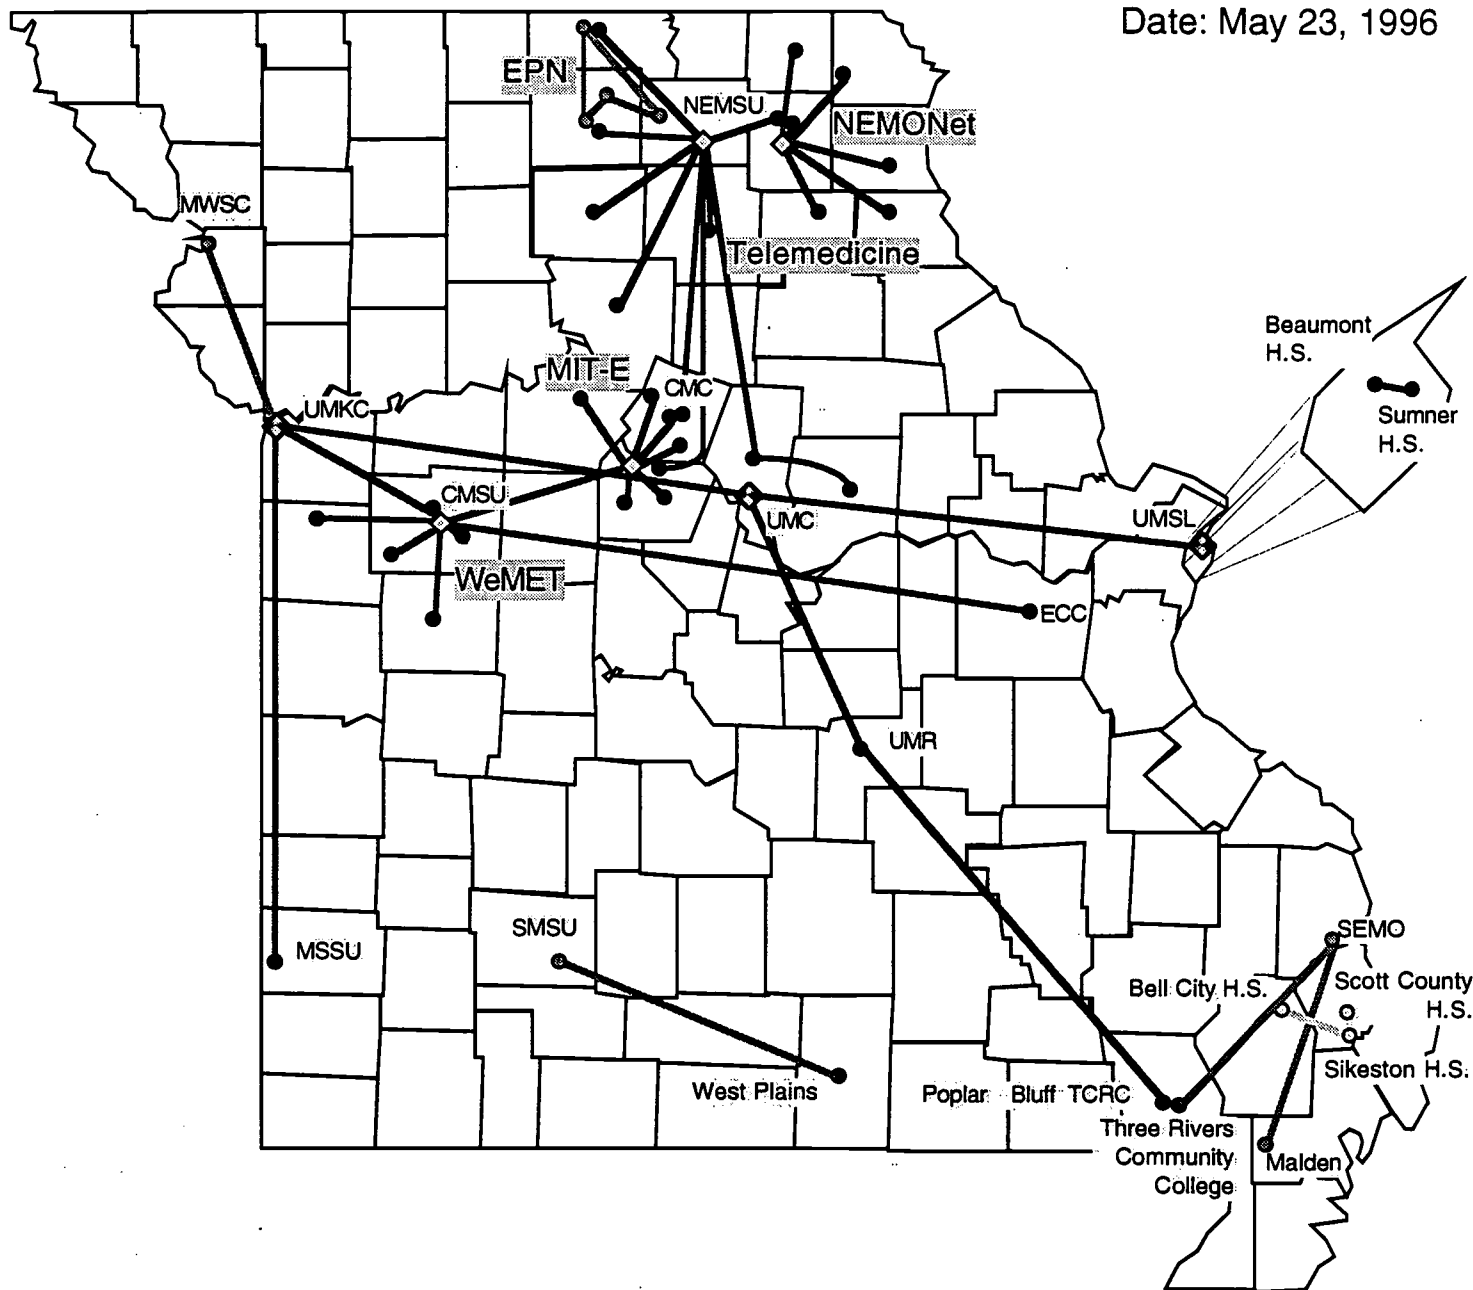 Date: May 23, 1996
EPN
NEMSU
NEMONet
MWSC
Telemedicine
Beaumont
H.S.
MIT-E
CMC
UMKC
Sumner
H.S.
CMSU
UMC
UMSL
WeMET
ECC
UMR
SMSU
MSSU
SEMO
Bell City H.S.
Scott County
H.S.
Sikeston H.S.
West Plains
Poplar Bluff TCRC
Three Rivers
Community
College
Malden